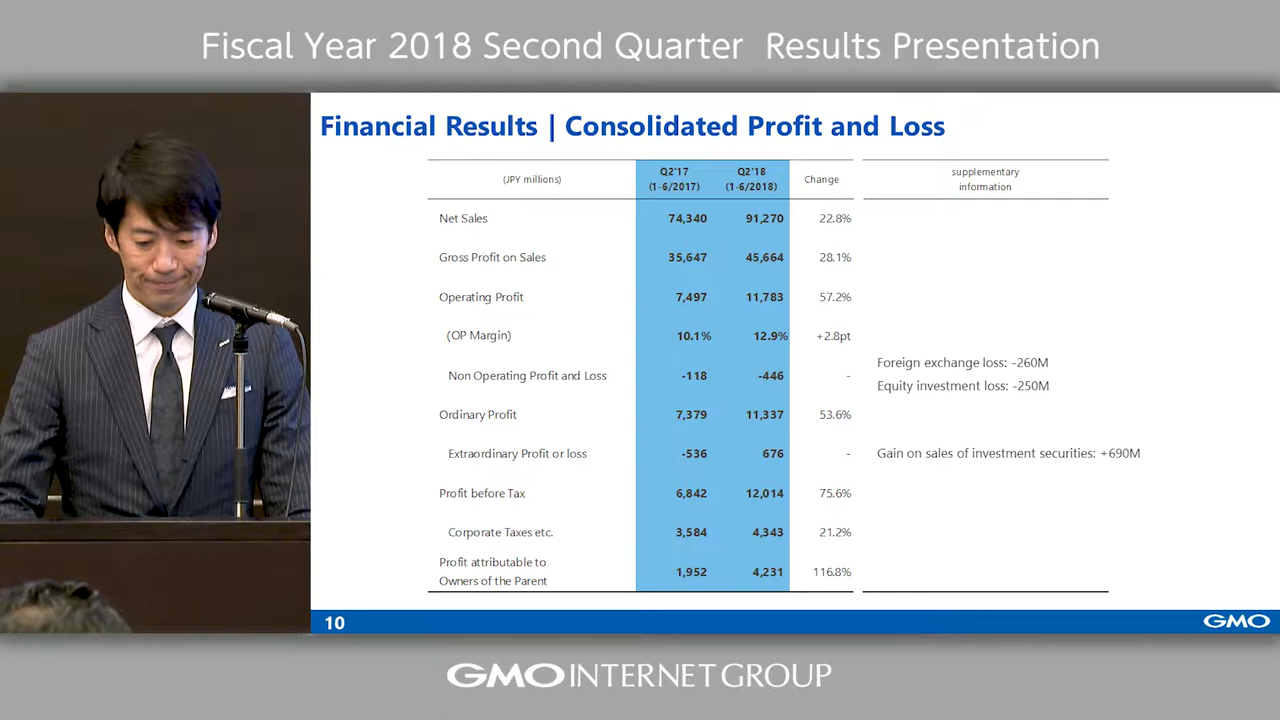 Fiscal Year 2018 Second Quarter Results Presentation
Financial Results | Consolidated Profit and Loss
(JPY millions) Q2'17 (1-6/2017) Q2'18 (1-6/2018) Change supplementary information
Net Sales 74,340 91,270 22.8%
Gross Profit on Sales 35,647 45,664 28.1%
Operating Profit 7,497 11,783 57.2%
(OP Margin) 10.1% 12.9% +2.8pt
Non Operating Profit and Loss -118 -446 - Foreign exchange loss: -260M
Equity investment loss: -250M
Ordinary Profit 7,379 11,337 53.6%
Extraordinary Profit or loss -536 676 - Gain on sales of investment securities: +690M
Profit before Tax 6,842 12,014 75.6%
Corporate Taxes etc. 3,584 4,343 21.2%
Profit attributable to
Owners of the Parent 1,952 4,231 116.8%
10 GMO
GMO INTERNET GROUP